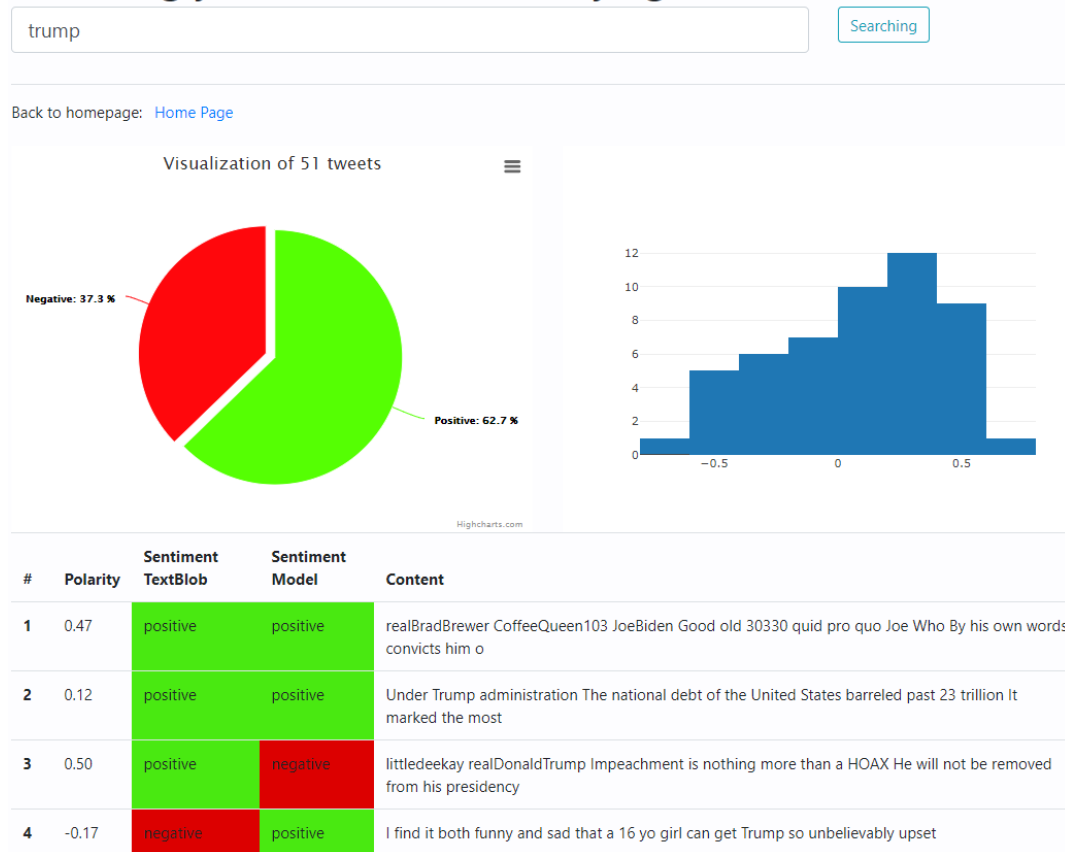 trump
Searching
Back to homepage: Home Page
Visualization of 51 tweets
Negative: 37.3 %
Positive: 62.7 %
Highcharts.com
12
10
8
6
4
2
0
−0.5 0 0.5
# Polarity Sentiment TextBlob Sentiment Model Content
1 0.47 positive positive realBradBrewer CoffeeQueen103 JoeBiden Good old 30330 quid pro quo Joe Who By his own words
convicts him o
2 0.12 positive positive Under Trump administration The national debt of the United States barreled past 23 trillion It
marked the most
3 0.50 positive negative littledeekay realDonaldTrump Impeachment is nothing more than a HOAX He will not be removed
from his presidency
4 -0.17 negative positive I find it both funny and sad that a 16 yo girl can get Trump so unbelievably upset